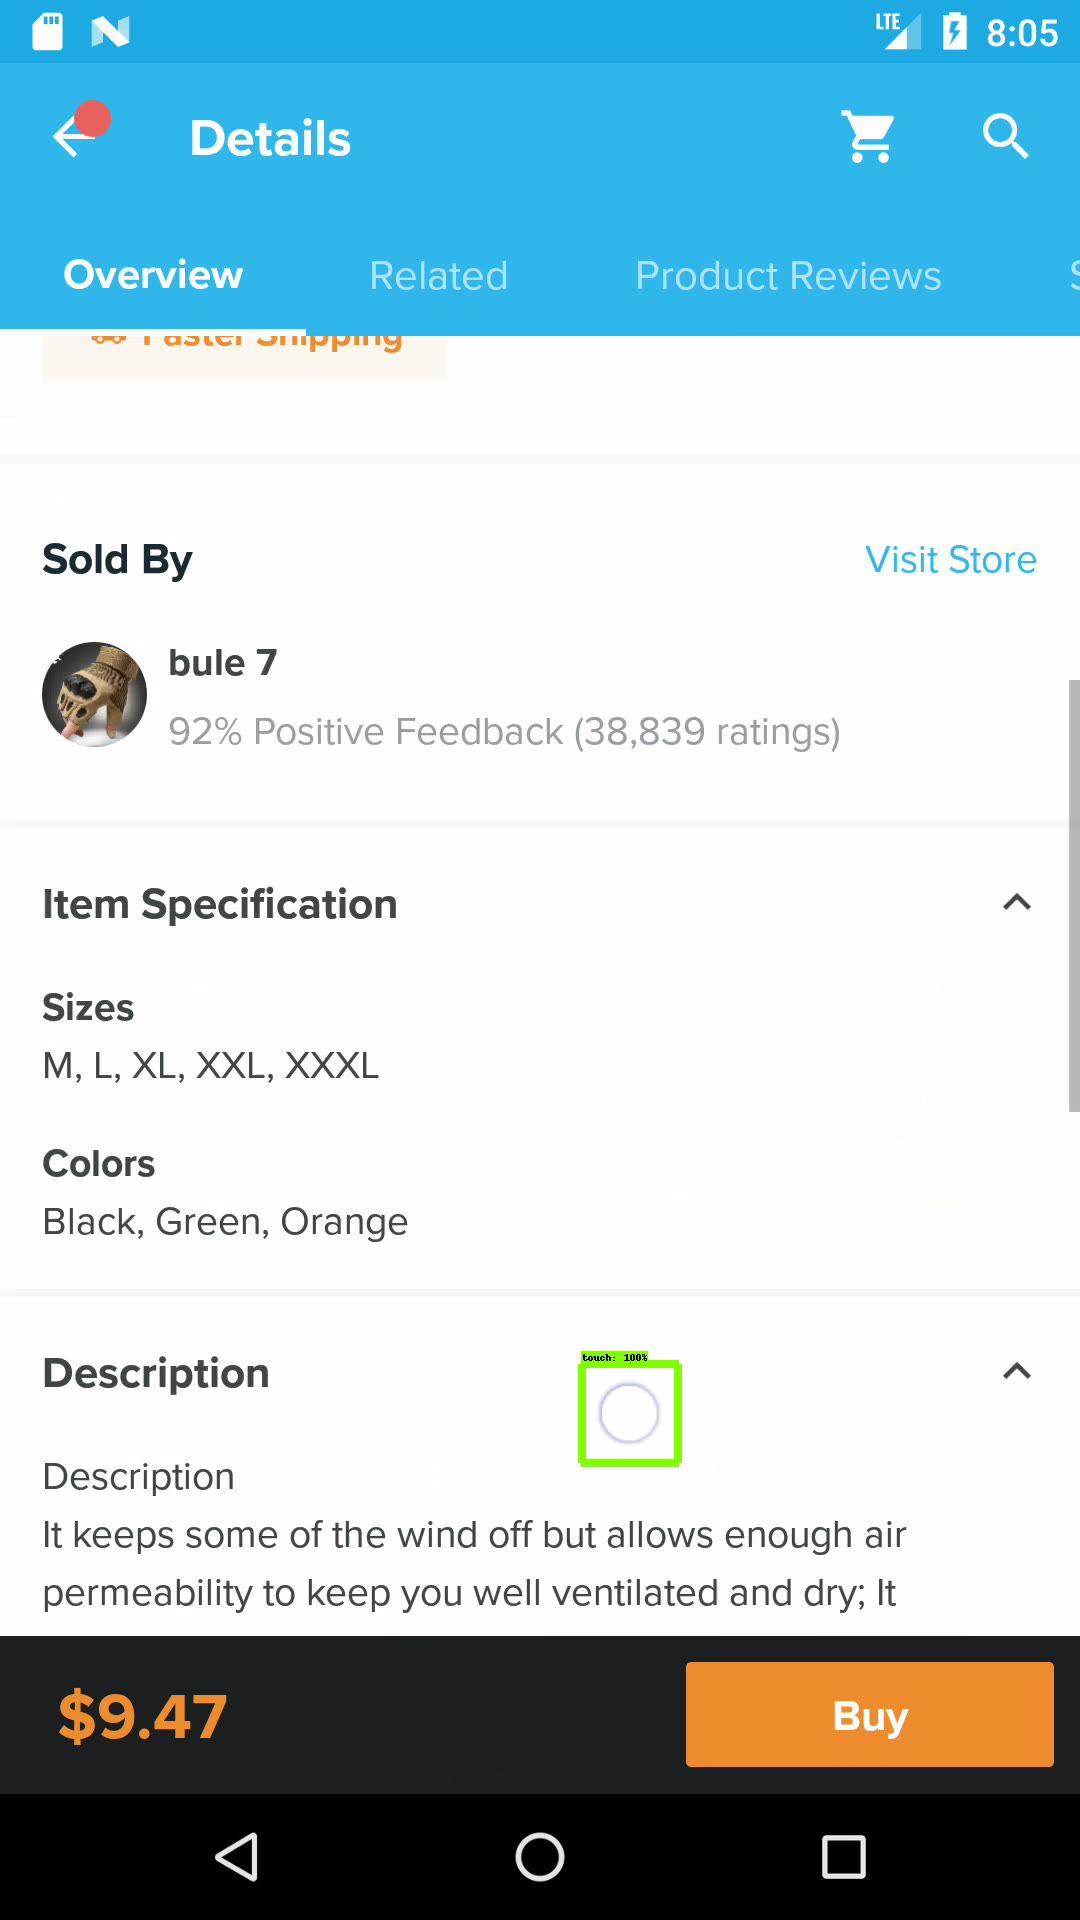 LTE 8:05
Details
Overview Related Product Reviews S
Faster Shipping
Sold By Visit Store
bule 7
92% Positive Feedback (38,839 ratings)
Item Specification
Sizes
M, L, XL, XXL, XXXL
Colors
Black, Green, Orange
touch: 100%
Description
Description
It keeps some of the wind off but allows enough air
permeability to keep you well ventilated and dry; It
$9.47 Buy